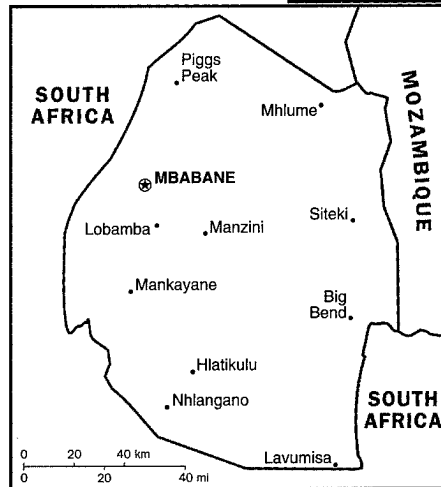 Piggs
Peak
SOUTH
AFRICA
Mhlume
MOZAMBIQUE
MBABANE
Siteki
Lobamba
Manzini
Mankayane
Big
Bend
Hlatikulu
Nhlangano
SOUTH
AFRICA
Lavumisa
0 20 40 km
0 20 40 mi